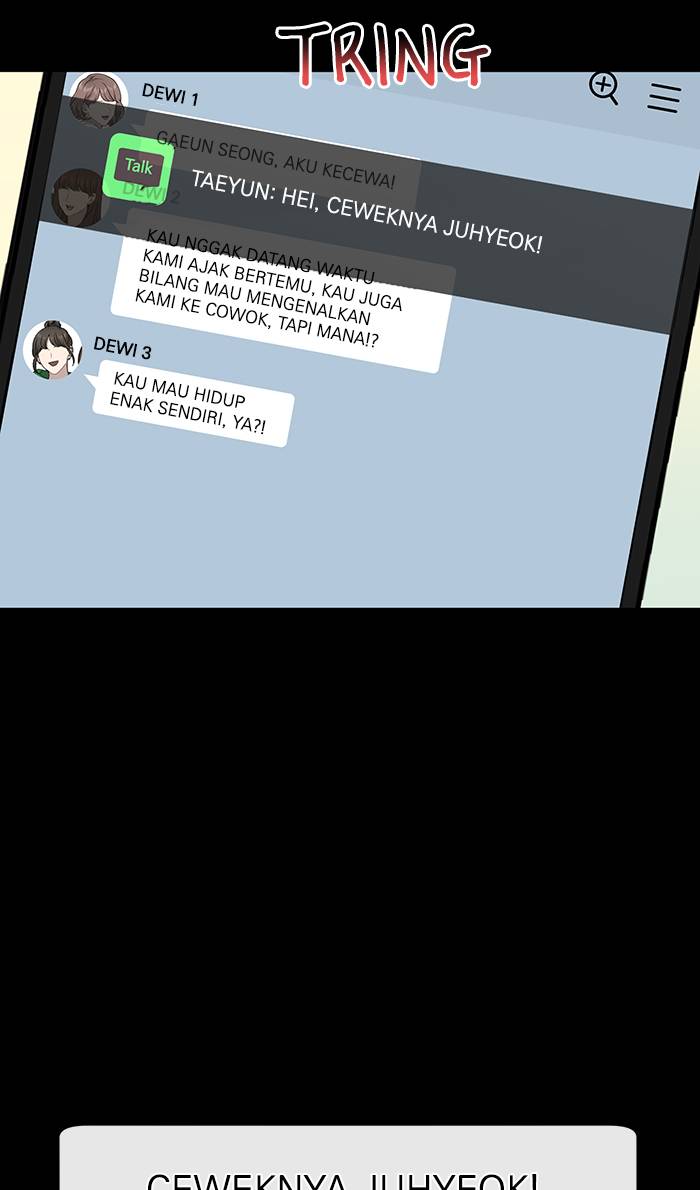 TRING
DEWI 1
GAEUN SEONG, AKU KECEWA!
Talk
TAEYUN: HEI, CEWEKNYA JUHYEOK!
DEWI 2
KAU NGGAK DATANG WAKTU
KAMI AJAK BERTEMU, KAU JUGA
BILANG MAU MENGENALKAN
KAMI KE COWOK, TAPI MANA!?
DEWI 3
KAU MAU HIDUP
ENAK SENDIRI, YA?!
CEWEKNYA JUHYEOK!